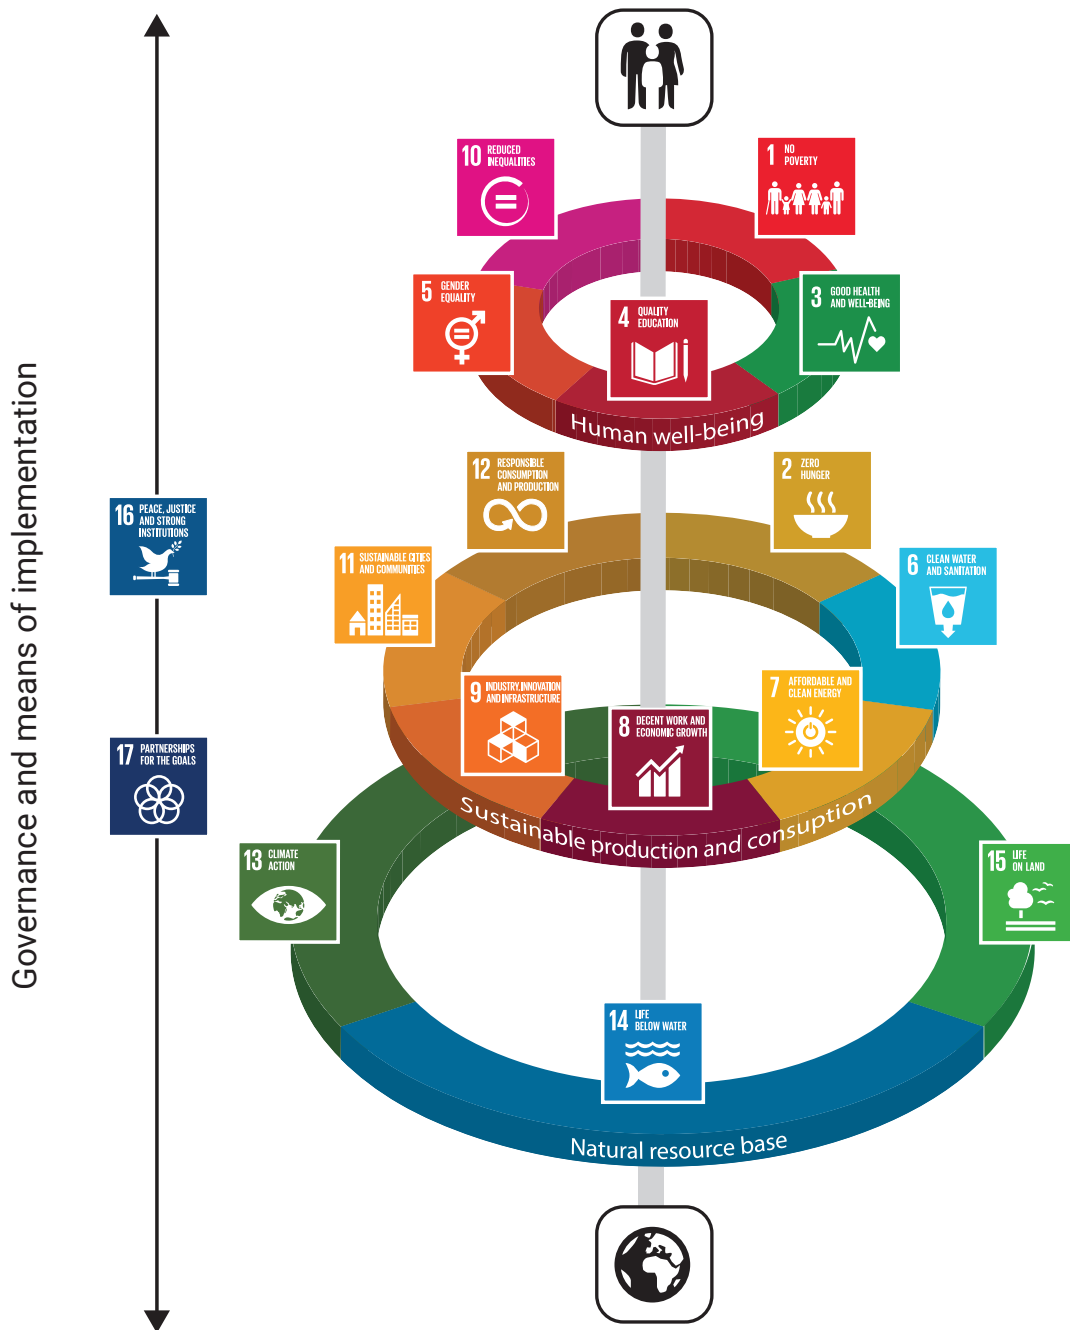 Governance and means of implementation
10 REDUCED
INEQUALITIES
1 NO
POVERTY
5 GENDER
EQUALITY
4 QUALITY
EDUCATION
3 GOOD HEALTH
AND WELL-BEING
Human well-being
12 RESPONSIBLE
CONSUMPTION
AND PRODUCTION
2 ZERO
HUNGER
16 PEACE, JUSTICE
AND STRONG
INSTITUTIONS
11 SUSTAINABLE CITIES
AND COMMUNITIES
6 CLEAN WATER
AND SANITATION
9 INDUSTRY, INNOVATION
AND INFRASTRUCTURE
8 DECENT WORK AND
ECONOMIC GROWTH
7 AFFORDABLE AND
CLEAN ENERGY
17 PARTNERSHIPS
FOR THE GOALS
Sustainable production and consuption
13 CLIMATE
ACTION
15 LIFE
ON LAND
14 LIFE
BELOW WATER
Natural resource base